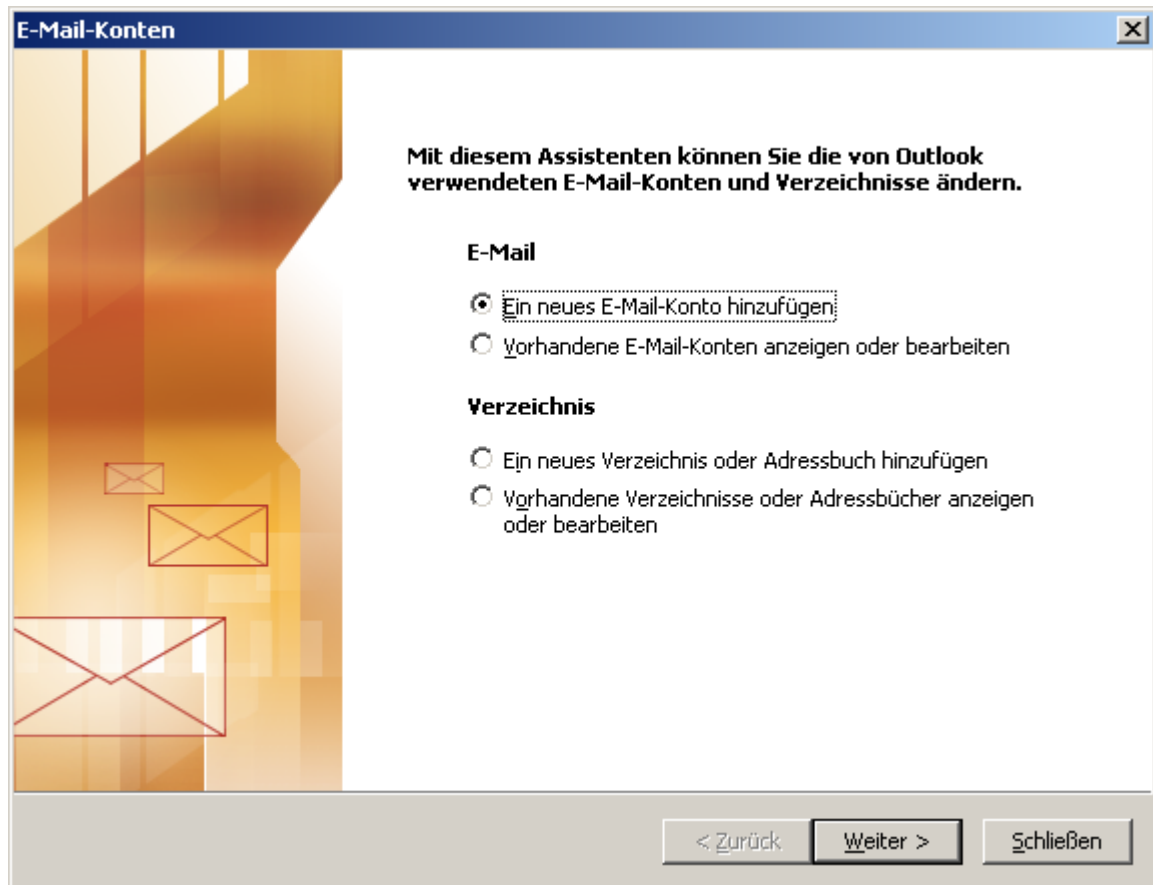 E-Mail-Konten
Mit diesem Assistenten können Sie die von Outlook
verwendeten E-Mail-Konten und Verzeichnisse ändern.
E-Mail
Ein neues E-Mail-Konto hinzufügen
Vorhandene E-Mail-Konten anzeigen oder bearbeiten
Verzeichnis
Ein neues Verzeichnis oder Adressbuch hinzufügen
Vorhandene Verzeichnisse oder Adressbücher anzeigen
oder bearbeiten
< Zurück Weiter > Schließen